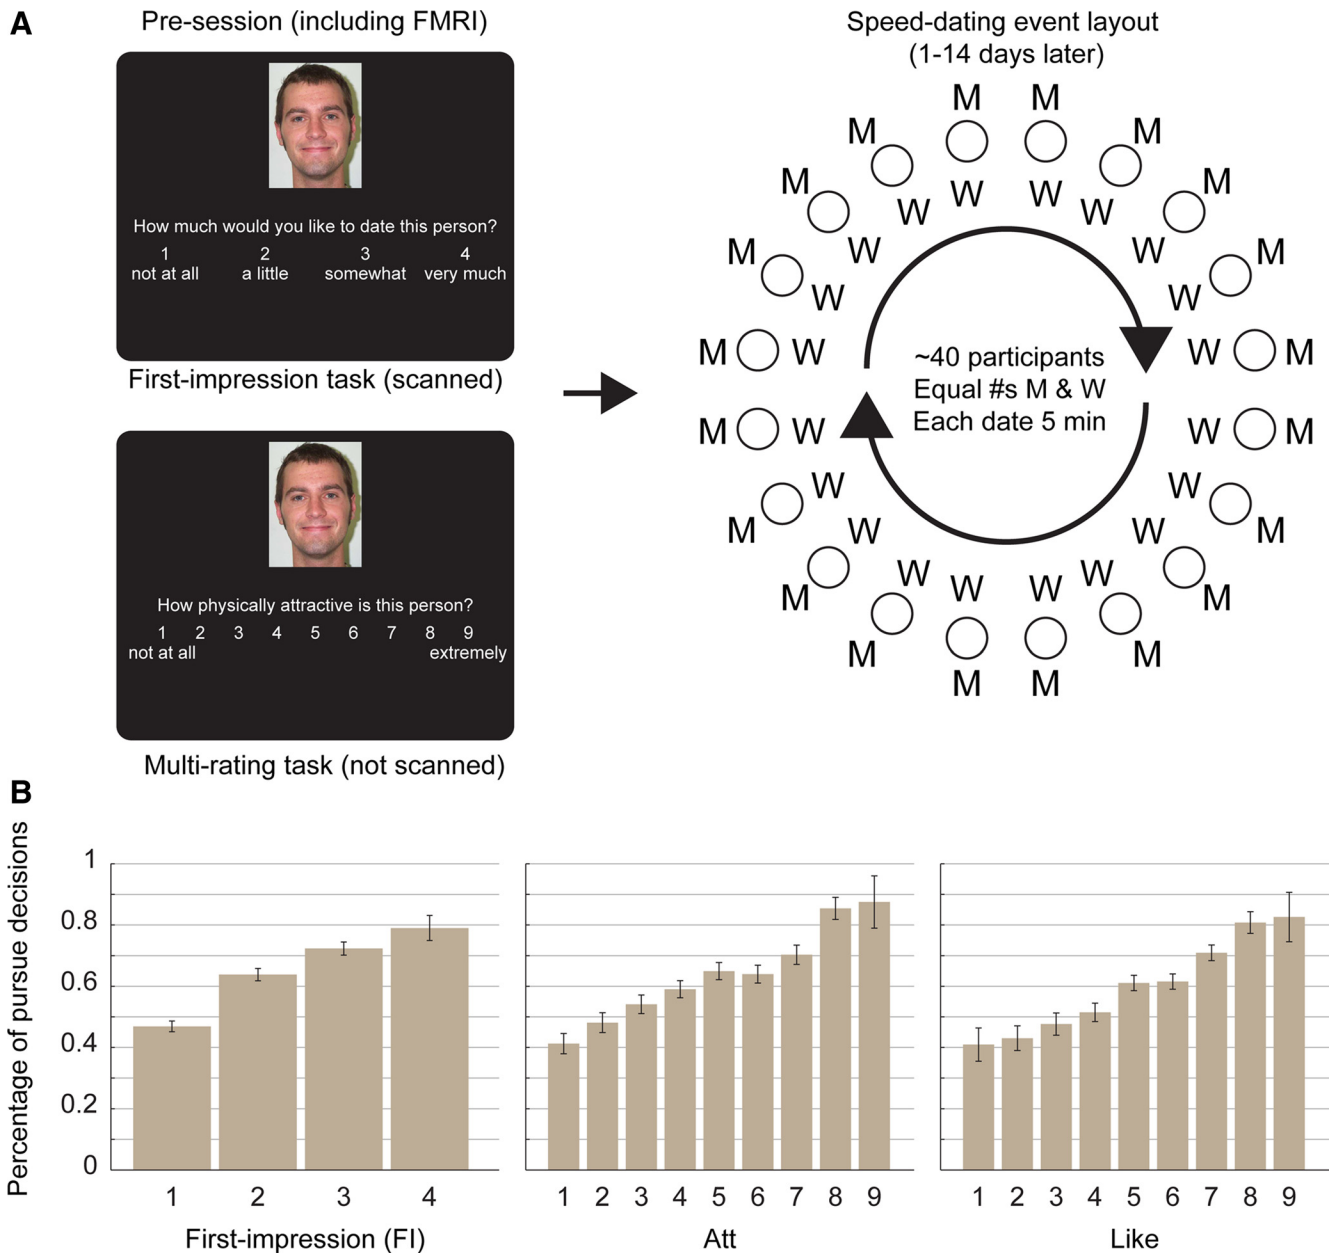 A
Pre-session (including FMRI)
How much would you like to date this person?
1 2 3 4
not at all a little somewhat very much
First-impression task (scanned)
How physically attractive is this person?
1 2 3 4 5 6 7 8 9
not at all extremely
Multi-rating task (not scanned)
Speed-dating event layout
(1-14 days later)
M M
M M
W W
M W W M
W W
M W W M
M W W M
~40 participants
Equal #s M & W
Each date 5 min
M W W M
W W
M W W M
W W
M W W M
M M
M M
B
Percentage of pursue decisions
1
0.8
0.6
0.4
0.2
0
1 2 3 4
First-impression (FI)
1 2 3 4 5 6 7 8 9
Att
1 2 3 4 5 6 7 8 9
Like